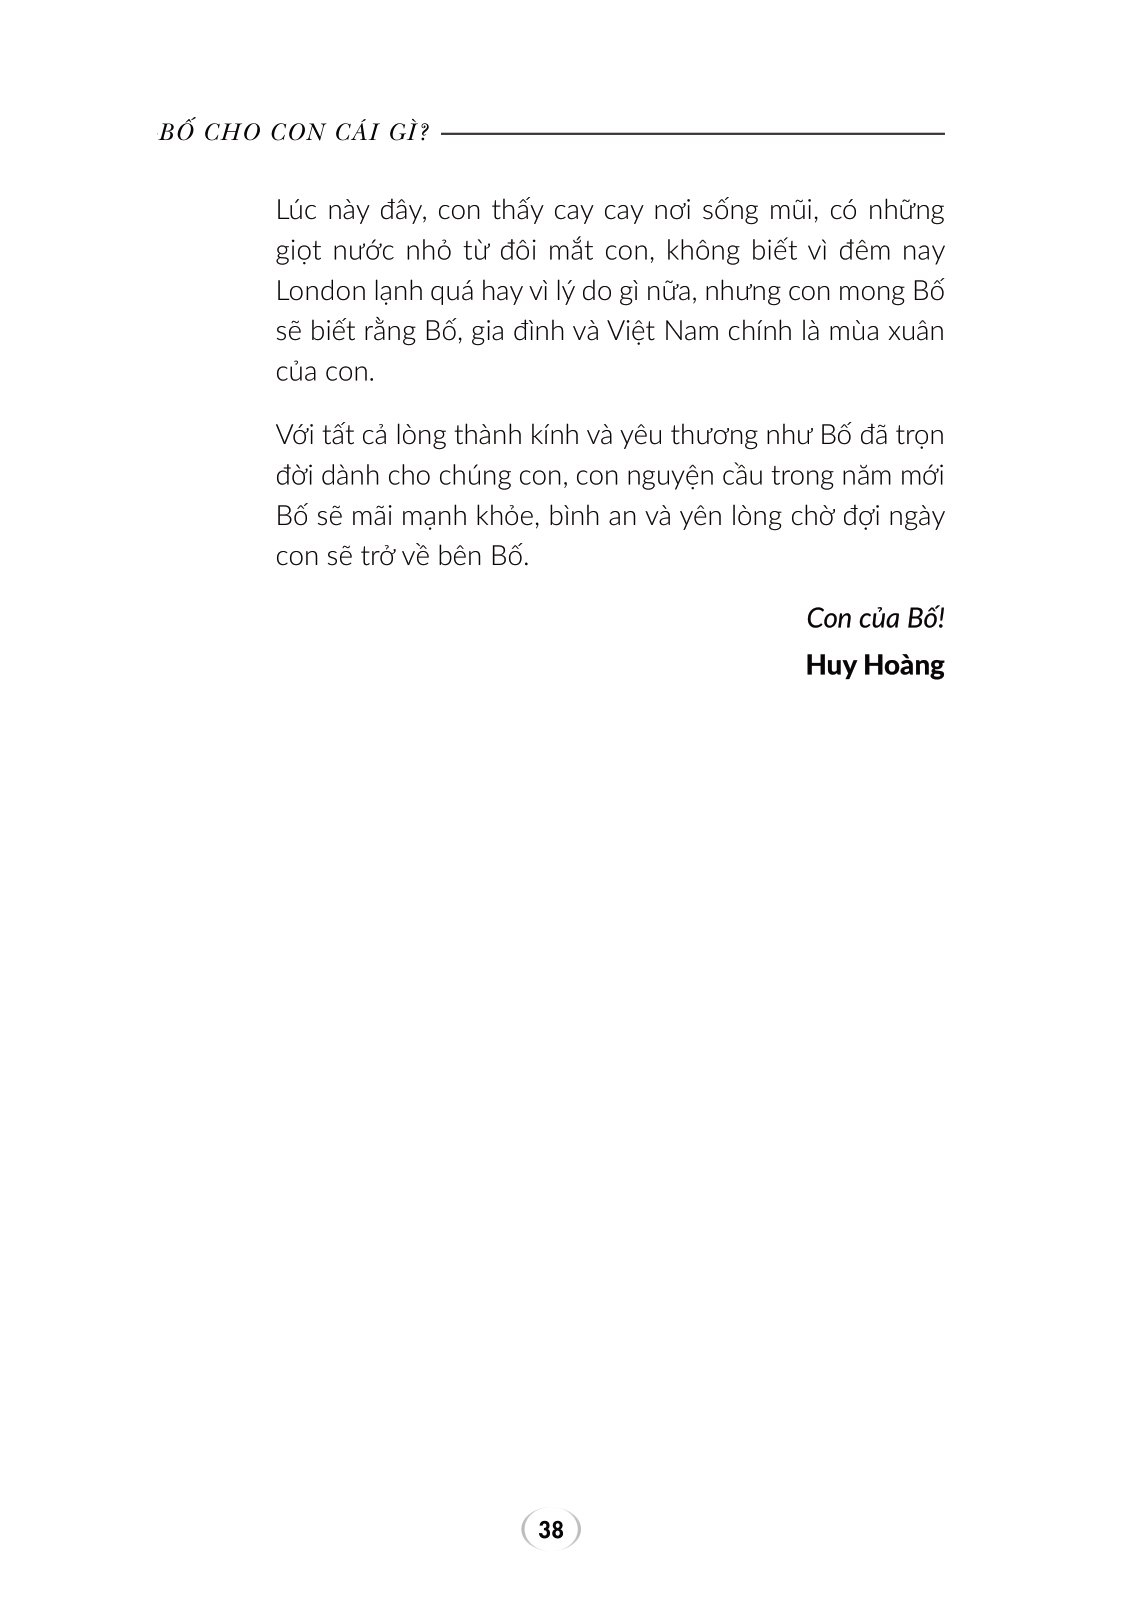 BỐ CHO CON CÁI GÌ?
Lúc này đây, con thấy cay cay nơi sống mũi, có những
giọt nước nhỏ từ đôi mắt con, không biết vì đêm nay
London lạnh quá hay vì lý do gì nữa, nhưng con mong Bố
sẽ biết rằng Bố, gia đình và Việt Nam chính là mùa xuân
của con.
Với tất cả lòng thành kính và yêu thương như Bố đã trọn
đời dành cho chúng con, con nguyện cầu trong năm mới
Bố sẽ mãi mạnh khỏe, bình an và yên lòng chờ đợi ngày
con sẽ trở về bên Bố.
Con của Bố!
Huy Hoàng
38